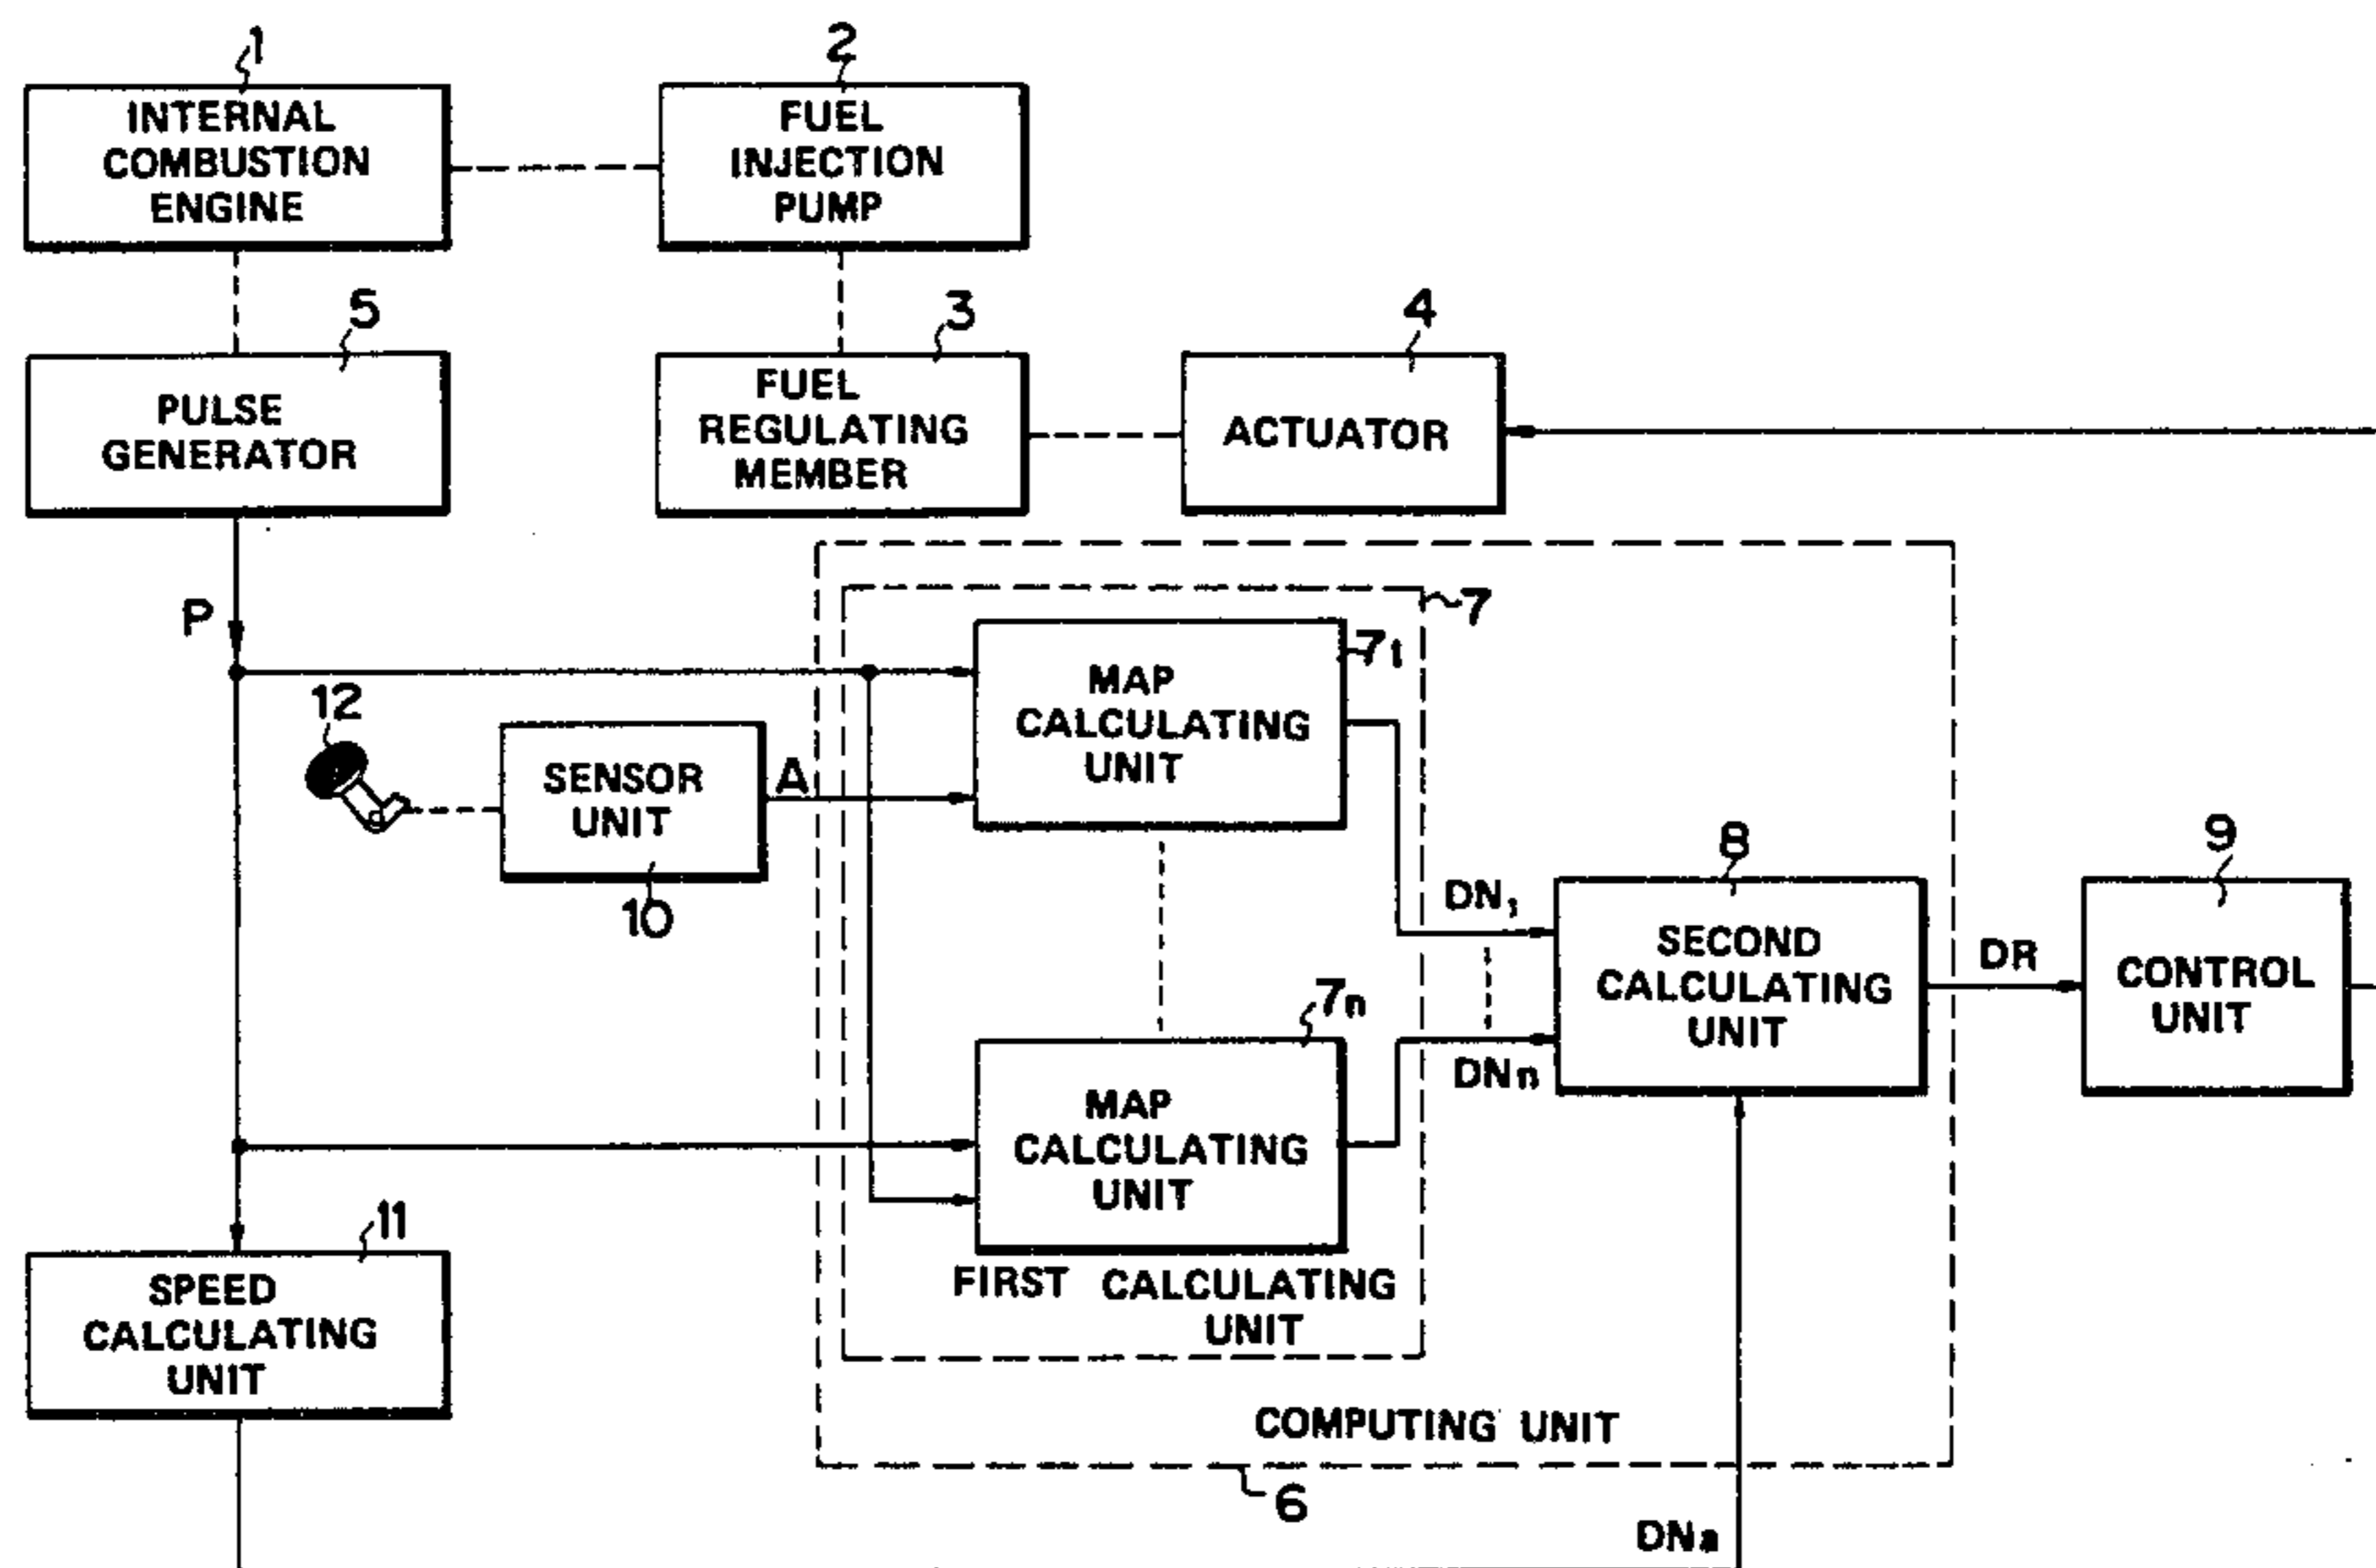 1
2
INTERNAL
COMBUSTION
ENGINE
FUEL
INJECTION
PUMP
5
3
4
PULSE
GENERATOR
FUEL
REGULATING
MEMBER
ACTUATOR
P
7
71
MAP
CALCULATING
UNIT
12
SENSOR
UNIT
A
10
DN1
8
9
SECOND
CALCULATING
UNIT
DR
CONTROL
UNIT
7n
DNn
MAP
CALCULATING
UNIT
11
SPEED
CALCULATING
UNIT
FIRST CALCULATING
UNIT
COMPUTING UNIT
6
DNa